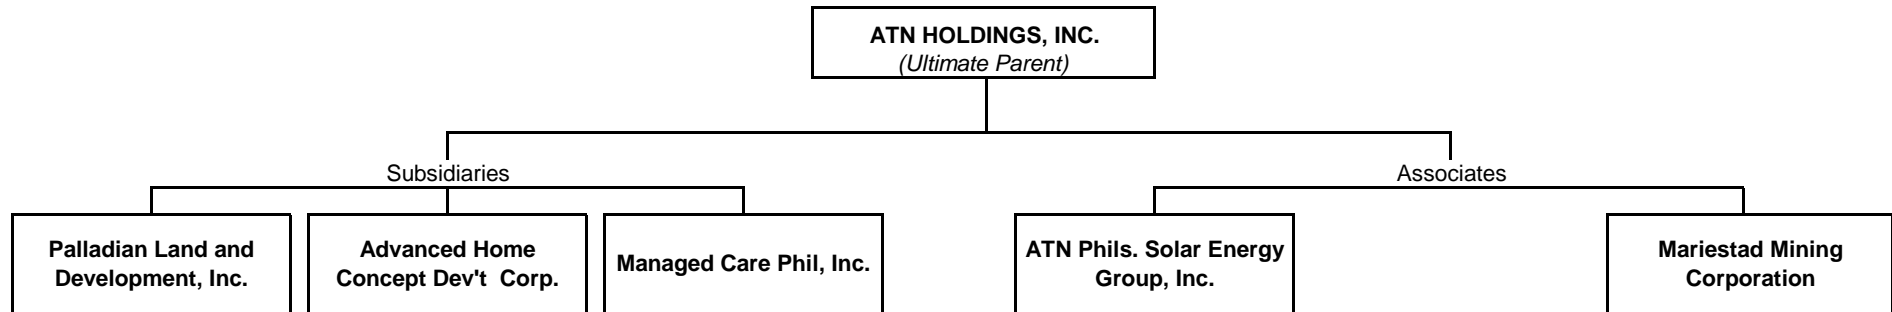 ATN HOLDINGS, INC.
(Ultimate Parent)
Subsidiaries
Associates
Palladian Land and
Development, Inc.
Advanced Home
Concept Dev't Corp.
Managed Care Phil, Inc.
ATN Phils. Solar Energy
Group, Inc.
Mariestad Mining
Corporation